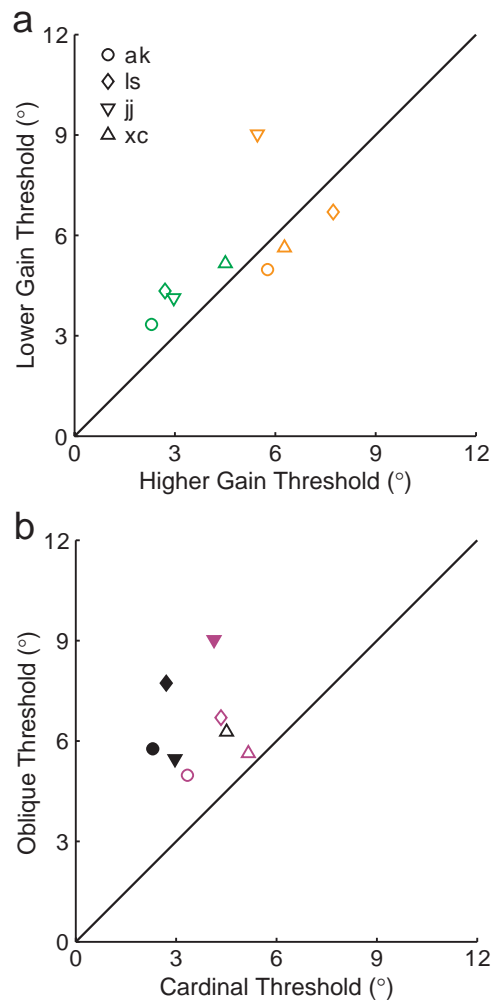 a
ak
ls
jj
xc
12
9
6
3
0
Lower Gain Threshold (°)
0 3 6 9 12
Higher Gain Threshold (°)
b
12
9
6
3
0
Oblique Threshold (°)
0 3 6 9 12
Cardinal Threshold (°)